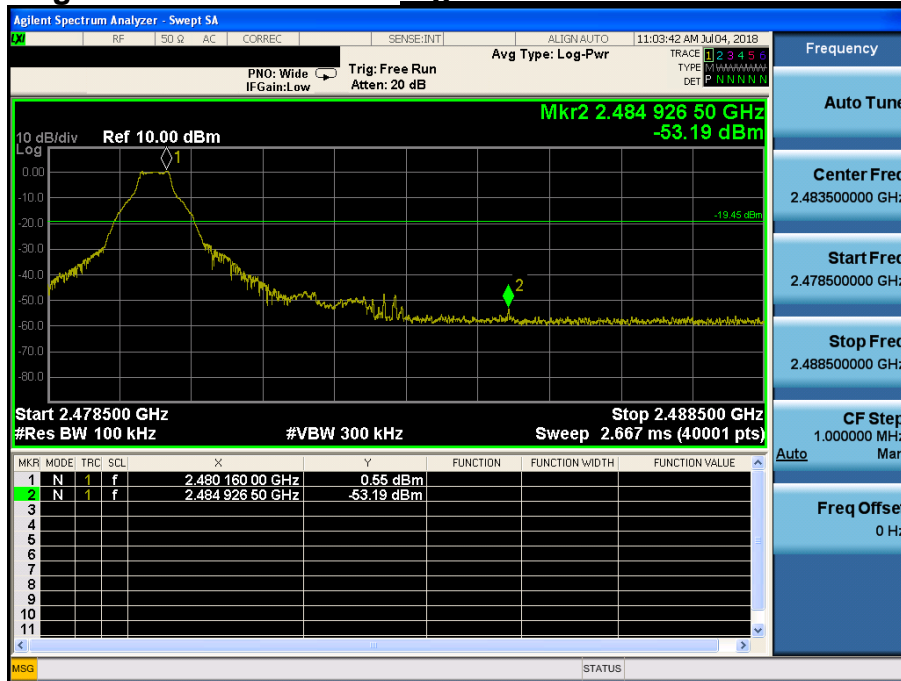 Agilent Spectrum Analyzer - Swept SA
LXI RF 50 Ω AC CORREC SENSE:INT ALIGN AUTO 11:03:42 AM Jul 04, 2018
Frequency
Avg Type: Log-Pwr TRACE 1 2 3 4 5 6
PNO: Wide Trig: Free Run TYPE M WWWWW
IFGain:Low Atten: 20 dB DET P N N N N N
Auto Tune
Mkr2 2.484 926 50 GHz
10 dB/div Ref 10.00 dBm -53.19 dBm
Log
1
0.00
-10.0
-19.45 dBm
-20.0
-30.0
-40.0
2
-50.0
-60.0
-70.0
-80.0
Center Freq
2.483500000 GHz
Start Freq
2.478500000 GHz
Stop Freq
2.488500000 GHz
Start 2.478500 GHz Stop 2.488500 GHz
#Res BW 100 kHz #VBW 300 kHz Sweep 2.667 ms (40001 pts)
CF Step
1.000000 MHz
Auto Man
MKR MODE TRC SCL X Y FUNCTION FUNCTION WIDTH FUNCTION VALUE
1 N 1 f 2.480 160 00 GHz 0.55 dBm
2 N 1 f 2.484 926 50 GHz -53.19 dBm
3
4
5
6
7
8
9
10
11
Freq Offset
0 Hz
MSG STATUS